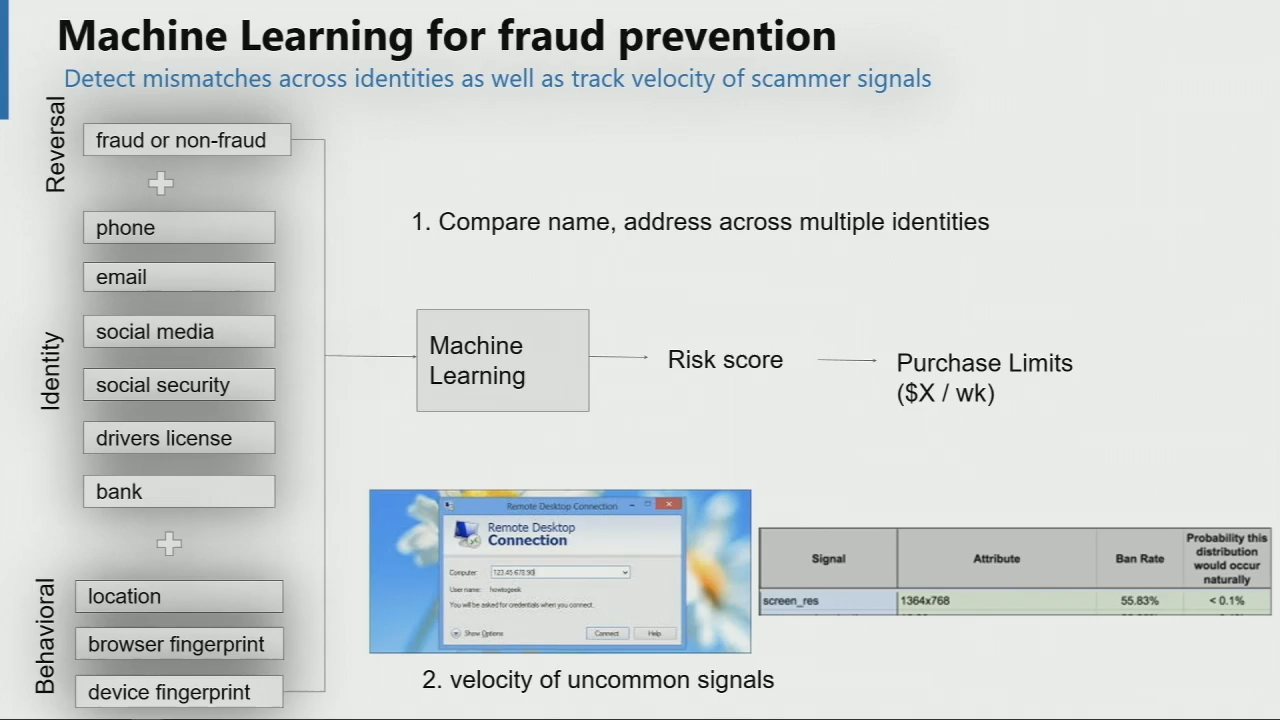 Machine Learning for fraud prevention
Detect mismatches across identities as well as track velocity of scammer signals
Reversal
fraud or non-fraud
Identity
phone
email
social media
social security
drivers license
bank
Behavioral
location
browser fingerprint
device fingerprint
1. Compare name, address across multiple identities
Machine
Learning
Risk score
Purchase Limits
($X / wk)
Remote Desktop Connection
Remote Desktop
Connection
Computer: 123.45.678.90
User name: howtogeek
You will be asked for credentials when you connect.
Show Options
Connect
Help
Signal
Attribute
Ban Rate
Probability this
distribution
would occur
naturally
screen_res
1364x768
55.83%
< 0.1%
2. velocity of uncommon signals